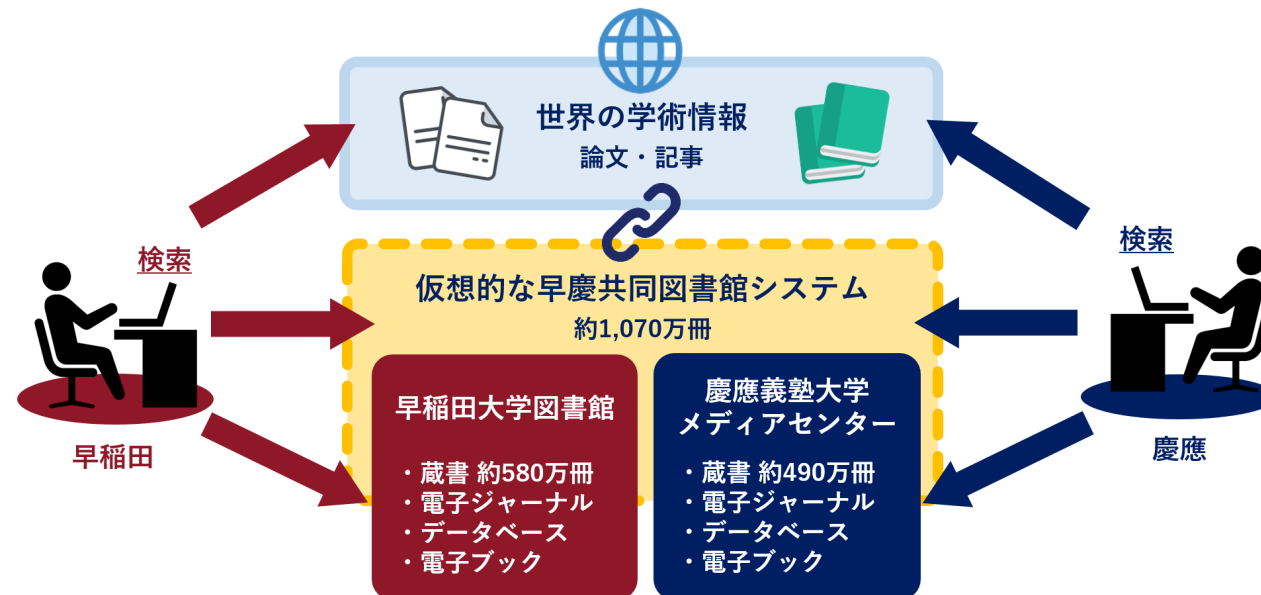 世界の学術情報
論文・記事
検索
検索
仮想的な早慶共同図書館システム
約1,070万冊
早稲田
早稲田大学図書館
・蔵書 約580万冊
・電子ジャーナル
・データベース
・電子ブック
慶應義塾大学
メディアセンター
・蔵書 約490万冊
・電子ジャーナル
・データベース
・電子ブック
慶應